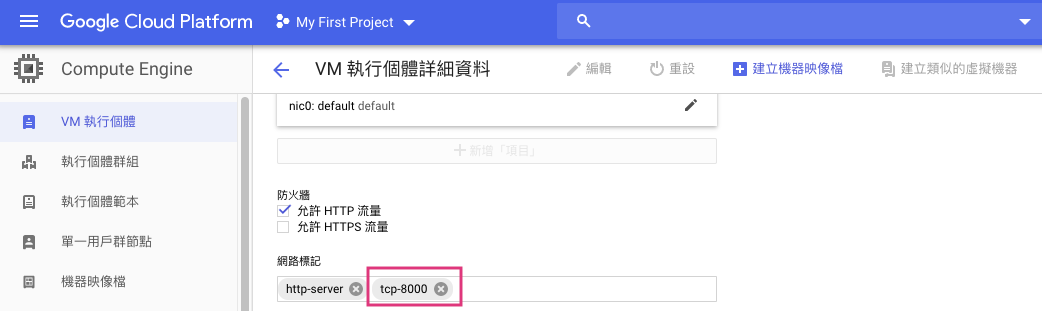 Google Cloud Platform My First Project
Compute Engine
VM 執行個體詳細資料
編輯
重設
建立機器映像檔
建立類似的虛擬機器
VM 執行個體
執行個體群組
執行個體範本
單一用戶群節點
機器映像檔
nic0: default default
新增「項目」
防火牆
允許 HTTP 流量
允許 HTTPS 流量
網路標記
http-server tcp-8000